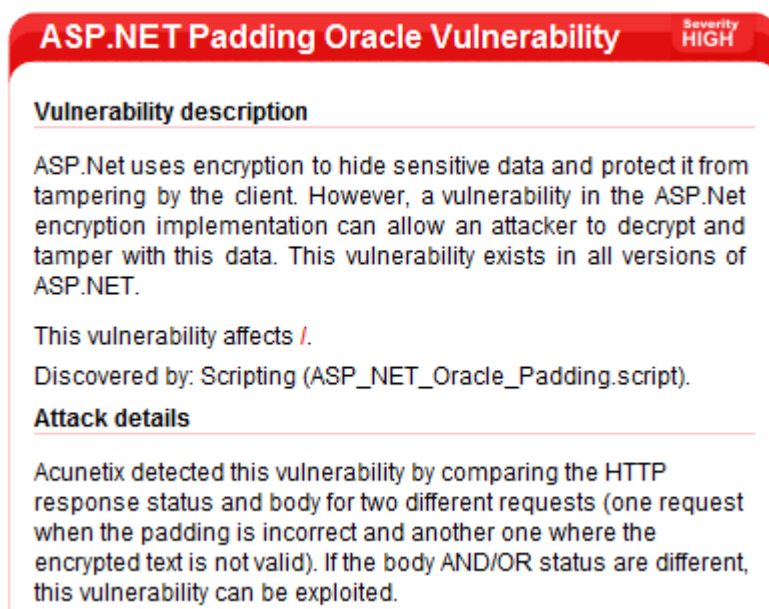 ASP.NET Padding Oracle Vulnerability
Severity
HIGH
Vulnerability description
ASP.Net uses encryption to hide sensitive data and protect it from
tampering by the client. However, a vulnerability in the ASP.Net
encryption implementation can allow an attacker to decrypt and
tamper with this data. This vulnerability exists in all versions of
ASP.NET.
This vulnerability affects /.
Discovered by: Scripting (ASP_NET_Oracle_Padding.script).
Attack details
Acunetix detected this vulnerability by comparing the HTTP
response status and body for two different requests (one request
when the padding is incorrect and another one where the
encrypted text is not valid). If the body AND/OR status are different,
this vulnerability can be exploited.